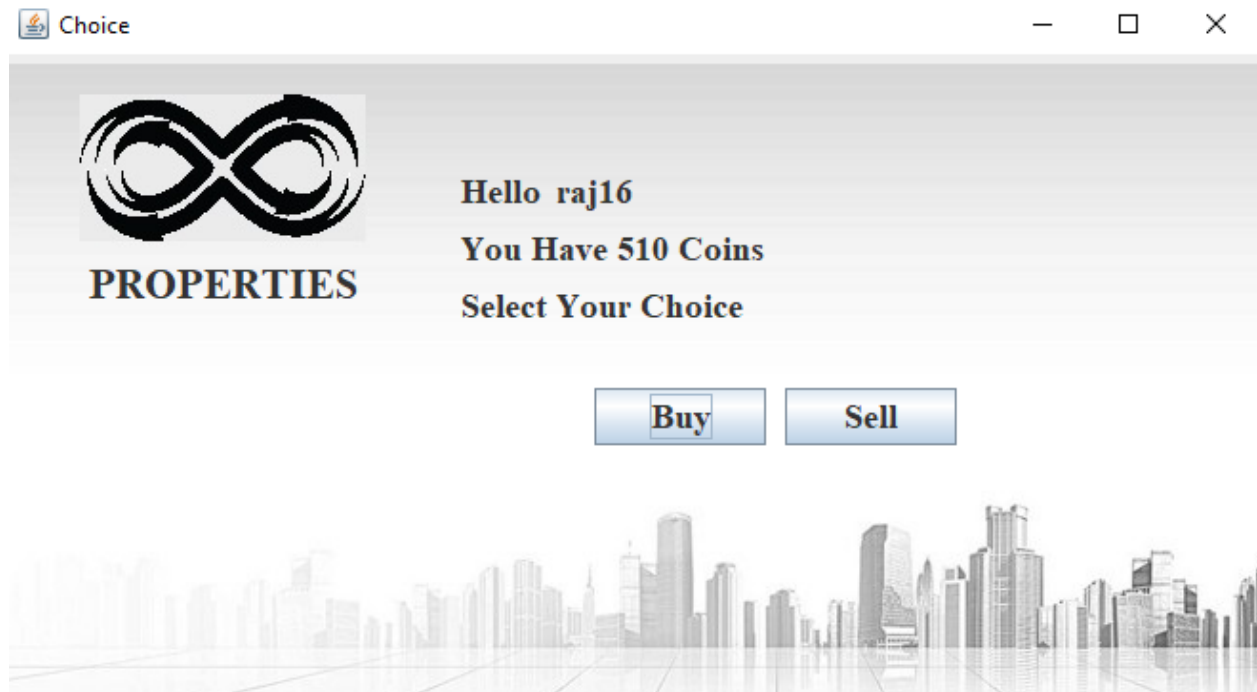 Choice
PROPERTIES
Hello raj16
You Have 510 Coins
Select Your Choice
Buy
Sell